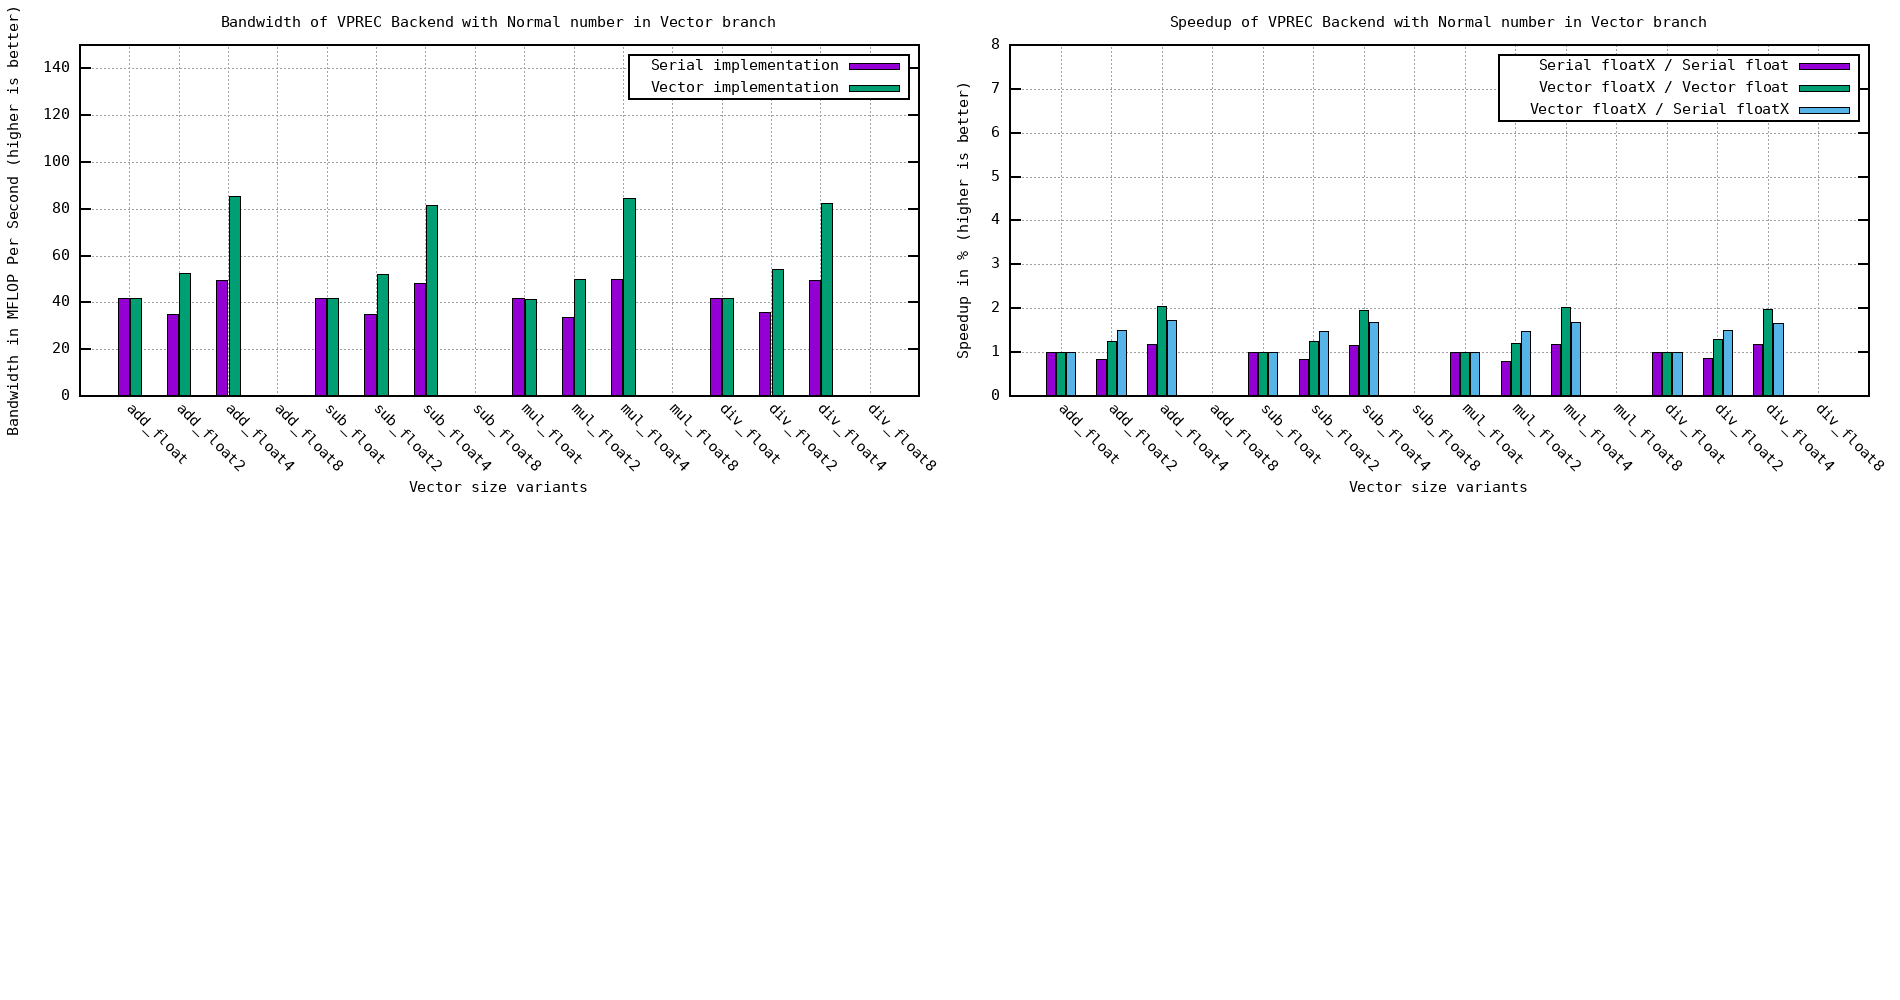 Bandwidth of VPREC Backend with Normal number in Vector branch
Bandwidth in MFLOP Per Second (higher is better)
Serial implementation
Vector implementation
140
120
100
80
60
40
20
0
add_float
add_float2
add_float4
add_float8
sub_float
sub_float2
sub_float4
sub_float8
mul_float
mul_float2
mul_float4
mul_float8
div_float
div_float2
div_float4
div_float8
Vector size variants
Speedup of VPREC Backend with Normal number in Vector branch
Speedup in % (higher is better)
Serial floatX / Serial float
Vector floatX / Vector float
Vector floatX / Serial floatX
8
7
6
5
4
3
2
1
0
add_float
add_float2
add_float4
add_float8
sub_float
sub_float2
sub_float4
sub_float8
mul_float
mul_float2
mul_float4
mul_float8
div_float
div_float2
div_float4
div_float8
Vector size variants